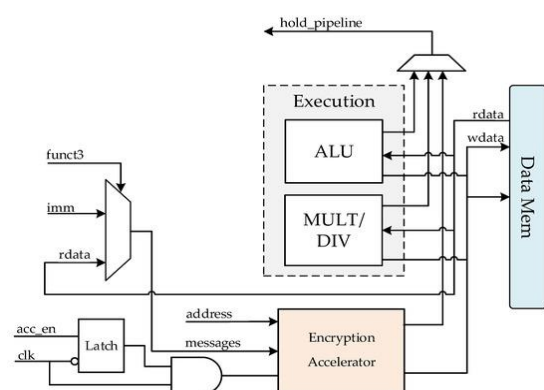 hold_pipeline
Execution
rdata
wdata
ALU
Data Mem
funct3
imm
MULT/
DIV
rdata
address
Encryption
Accelerator
acc_en
Latch
messages
clk